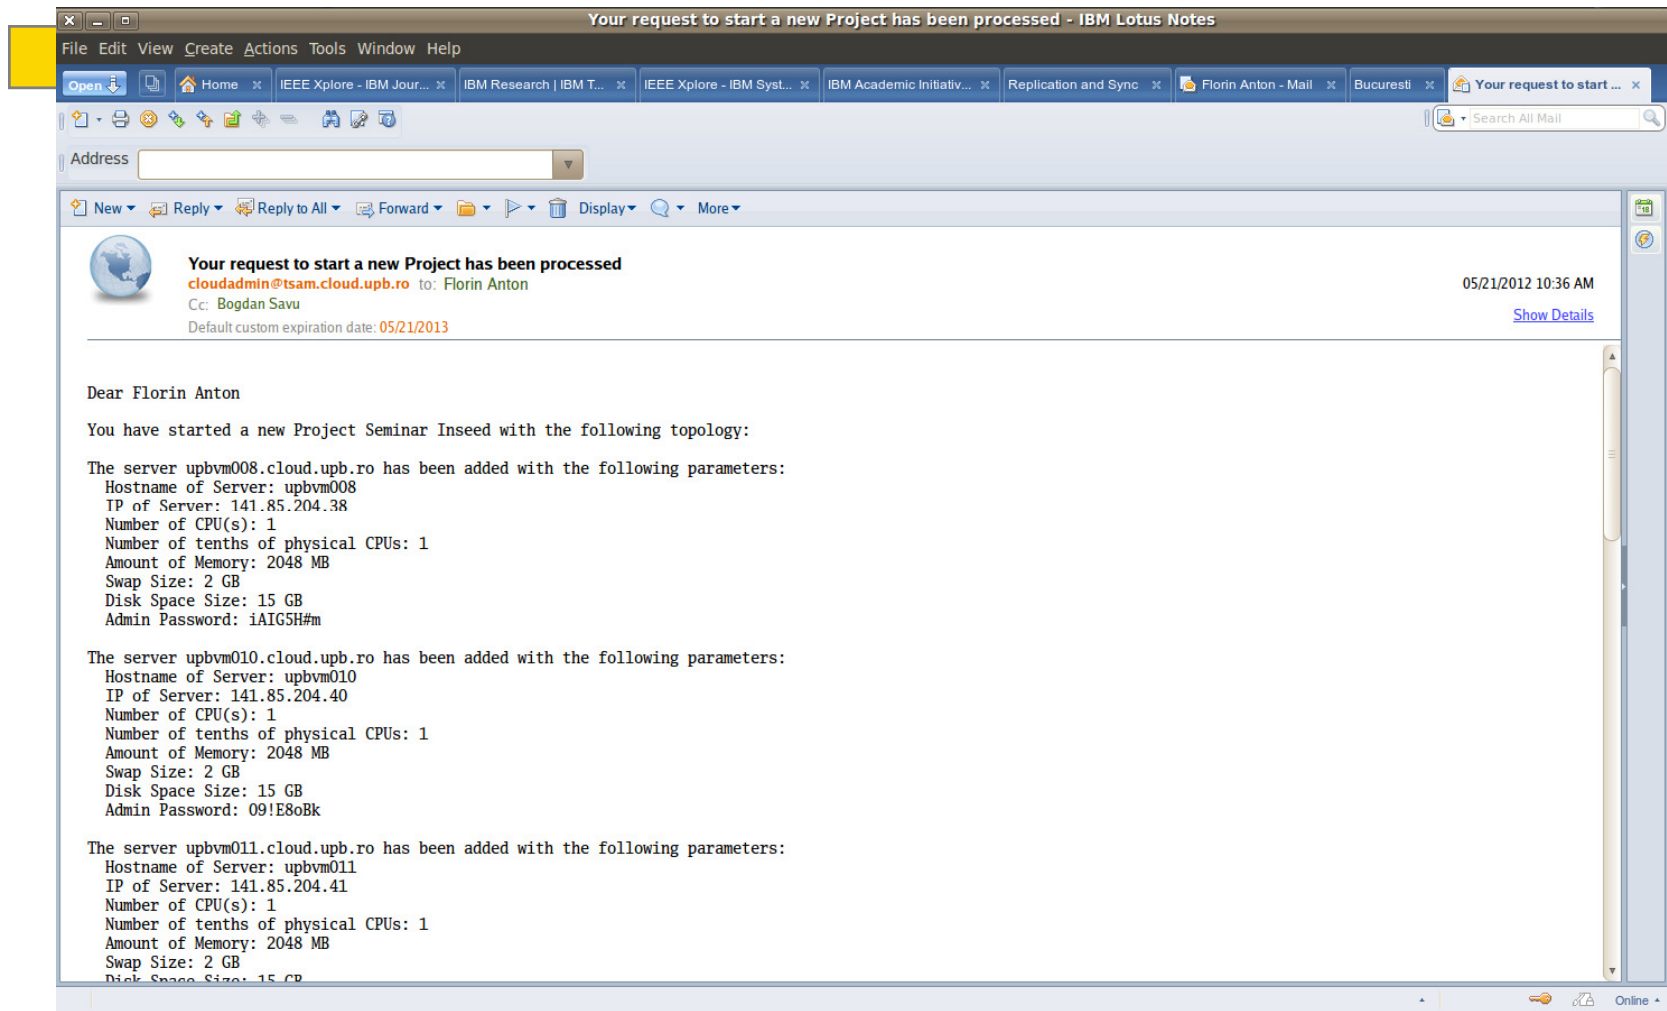 Your request to start a new Project has been processed - IBM Lotus Notes
File Edit View Create Actions Tools Window Help
Open Home IEEE Xplore - IBM Jour... IBM Research | IBM T... IEEE Xplore - IBM Syst... IBM Academic Initiativ... Replication and Sync Florin Anton - Mail Bucuresti Your request to start ...
Search All Mail
Address
New Reply Reply to All Forward Display More
18
Your request to start a new Project has been processed
cloudadmin@tsam.cloud.upb.ro to: Florin Anton
05/21/2012 10:36 AM
Cc: Bogdan Savu
Show Details
Default custom expiration date: 05/21/2013
Dear Florin Anton
You have started a new Project Seminar Inseed with the following topology:
The server upbvm008.cloud.upb.ro has been added with the following parameters:
Hostname of Server: upbvm008
IP of Server: 141.85.204.38
Number of CPU(s): 1
Number of tenths of physical CPUs: 1
Amount of Memory: 2048 MB
Swap Size: 2 GB
Disk Space Size: 15 GB
Admin Password: iAIG5H#m
The server upbvm010.cloud.upb.ro has been added with the following parameters:
Hostname of Server: upbvm010
IP of Server: 141.85.204.40
Number of CPU(s): 1
Number of tenths of physical CPUs: 1
Amount of Memory: 2048 MB
Swap Size: 2 GB
Disk Space Size: 15 GB
Admin Password: O9!E8oBk
The server upbvm011.cloud.upb.ro has been added with the following parameters:
Hostname of Server: upbvm011
IP of Server: 141.85.204.41
Number of CPU(s): 1
Number of tenths of physical CPUs: 1
Amount of Memory: 2048 MB
Swap Size: 2 GB
Disk Space Size: 15 GB
Online